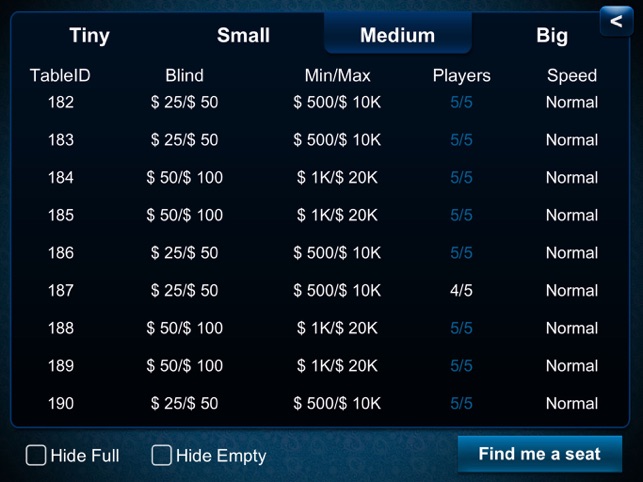 Tiny Small Medium Big <
TableID Blind Min/Max Players Speed
182 $ 25/$ 50 $ 500/$ 10K 5/5 Normal
183 $ 25/$ 50 $ 500/$ 10K 5/5 Normal
184 $ 50/$ 100 $ 1K/$ 20K 5/5 Normal
185 $ 50/$ 100 $ 1K/$ 20K 5/5 Normal
186 $ 25/$ 50 $ 500/$ 10K 5/5 Normal
187 $ 25/$ 50 $ 500/$ 10K 4/5 Normal
188 $ 50/$ 100 $ 1K/$ 20K 5/5 Normal
189 $ 50/$ 100 $ 1K/$ 20K 5/5 Normal
190 $ 25/$ 50 $ 500/$ 10K 5/5 Normal
Hide Full Hide Empty Find me a seat